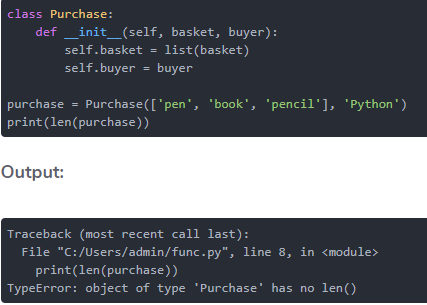 class Purchase:
    def __init__(self, basket, buyer):
        self.basket = list(basket)
        self.buyer = buyer

purchase = Purchase(['pen', 'book', 'pencil'], 'Python')
print(len(purchase))
Output:
Traceback (most recent call last):
  File "C:/Users/admin/func.py", line 8, in <module>
    print(len(purchase))
TypeError: object of type 'Purchase' has no len()